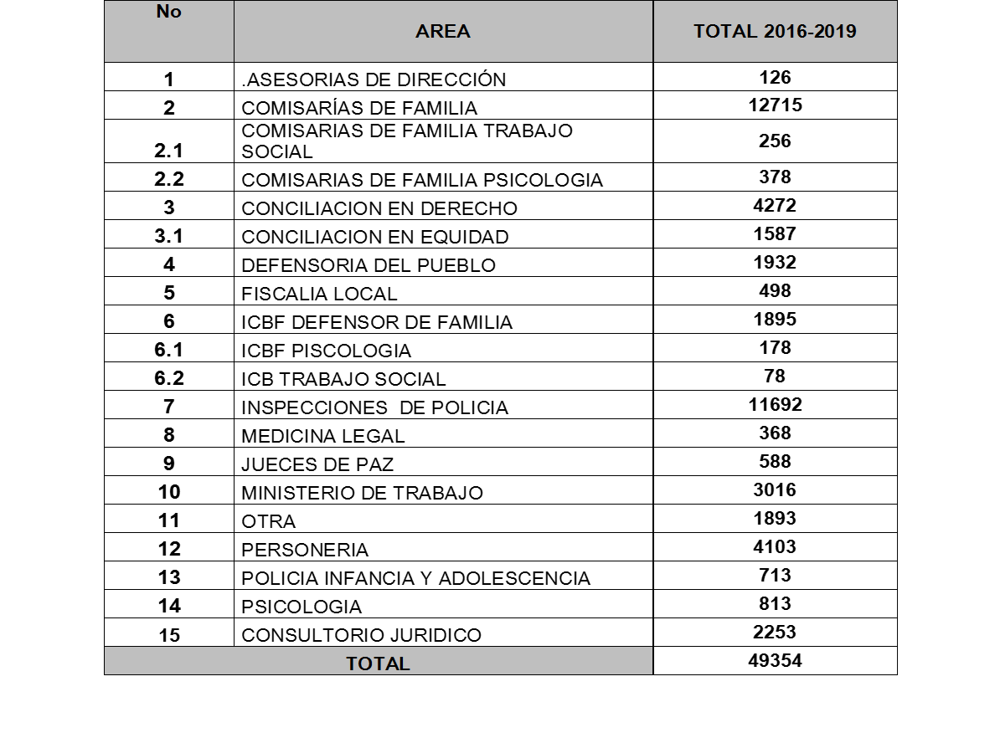 No AREA TOTAL 2016-2019
1 .ASESORIAS DE DIRECCIÓN 126
2 COMISARÍAS DE FAMILIA 12715
2.1 COMISARIAS DE FAMILIA TRABAJO
SOCIAL 256
2.2 COMISARIAS DE FAMILIA PSICOLOGIA 378
3 CONCILIACION EN DERECHO 4272
3.1 CONCILIACION EN EQUIDAD 1587
4 DEFENSORIA DEL PUEBLO 1932
5 FISCALIA LOCAL 498
6 ICBF DEFENSOR DE FAMILIA 1895
6.1 ICBF PISCOLOGIA 178
6.2 ICB TRABAJO SOCIAL 78
7 INSPECCIONES  DE POLICIA 11692
8 MEDICINA LEGAL 368
9 JUECES DE PAZ 588
10 MINISTERIO DE TRABAJO 3016
11 OTRA 1893
12 PERSONERIA 4103
13 POLICIA INFANCIA Y ADOLESCENCIA 713
14 PSICOLOGIA 813
15 CONSULTORIO JURIDICO 2253
TOTAL 49354